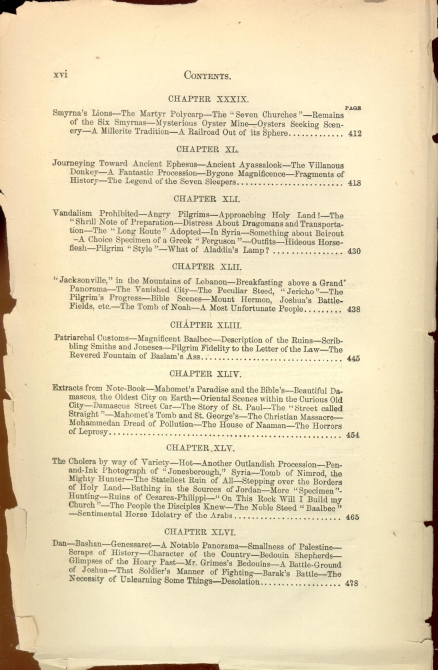 xvi CONTENTS.
CHAPTER XXXIX.
PAGE
Smyrna's Lions—The Martyr Polycarp—The "Seven Churches"—Remains
of the Six Smyrnas—Mysterious Oyster Mine—Oysters Seeking Scen-
ery—A Millerite Tradition—A Railroad Out of its Sphere............. 412
CHAPTER XL.
Journeying Toward Ancient Ephesus—Ancient Ayassalook—The Villanous
Donkey—A Fantastic Procession—Bygone Magnificence—Fragments of
History—The Legend of the Seven Sleepers......................... 418
CHAPTER XLI.
Vandalism Prohibited—Angry Pilgrims—Approaching Holy Land!—The
"Shrill Note of Preparation—Distress About Dragomans and Transporta-
tion—The "Long Route" Adopted—In Syria—Something about Beirout
—A Choice Specimen of a Greek "Ferguson"—Outfits—Hideous Horse-
flesh—Pilgrim "Style"—What of Aladdin's Lamp?................. 430
CHAPTER XLII.
"Jacksonville," in the Mountains of Lebanon—Breakfasting above a Grand
Panorama—The Vanished City—The Peculiar Steed, "Jericho"—The
Pilgrim's Progress—Bible Scenes—Mount Hermon, Joshua's Battle-
Fields, etc.—The Tomb of Noah—A Most Unfortunate People........ 438
CHAPTER XLIII.
Patriarchal Customs—Magnificent Baalbec—Description of the Ruins—Scrib-
bling Smiths and Joneses—Pilgrim Fidelity to the Letter of the Law—The
Revered Fountain of Baalam's Ass................................. 445
CHAPTER XLIV.
Extracts from Note-Book—Mahomet's Paradise and the Bible's—Beautiful Da-
mascus, the Oldest City on Earth—Oriental Scenes within the Curious Old
City—Damascus Street Car—The Story of St. Paul—The "Street called
Straight"—Mahomet's Tomb and St. George's—The Christian Massacre—
Mohammedan Dread of Pollution—The House of Naaman—The Horrors
of Leprosy........................................................ 454
CHAPTER XLV.
The Cholera by way of Variety—Hot—Another Outlandish Procession—Pen-
and-Ink Photograph of "Jonesborough," Syria—Tomb of Nimrod, the
Mighty Hunter—The Stateliest Ruin of All—Stepping over the Borders
of Holy Land—Bathing in the Sources of Jordan—More "Specimen"-
Hunting—Ruins of Cesarea-Philippi—"On This Rock Will I Build my
Church"—The People the Disciples Knew—The Noble Steed "Baalbec"
—Sentimental Horse Idolatry of the Arabs......................... 465
CHAPTER XLVI.
Dan—Bashan—Genessaret—A Notable Panorama—Smallness of Palestine—
Scraps of History—Character of the Country—Bedouin Shepherds—
Glimpses of the Hoary Past—Mr. Grimes's Bedouins—A Battle-Ground
of Joshua—That Soldier's Manner of Fighting—Barak's Battle—The
Necessity of Unlearning Some Things—Desolation................... 478